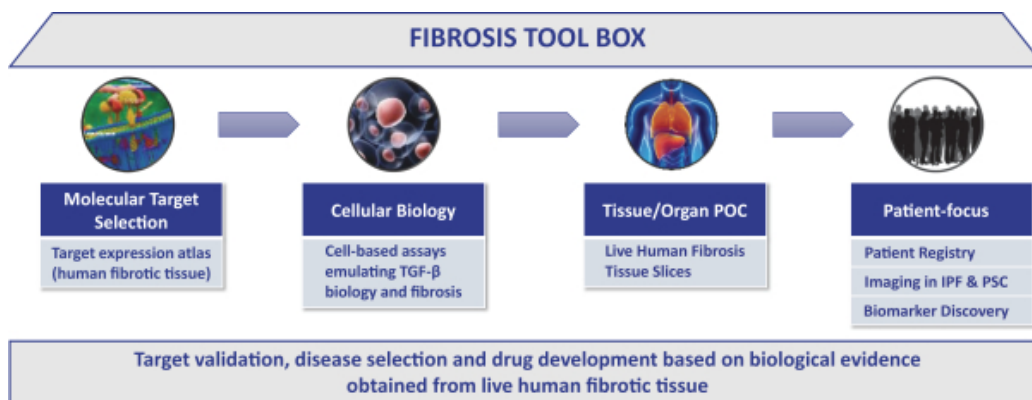 FIBROSIS TOOL BOX
Molecular Target
Selection
Target expression atlas
(human fibrotic tissue)
Cellular Biology
Cell-based assays
emulating TGF-β
biology and fibrosis
Tissue/Organ POC
Live Human Fibrosis
Tissue Slices
Patient-focus
Patient Registry
Imaging in IPF & PSC
Biomarker Discovery
Target validation, disease selection and drug development based on biological evidence
obtained from live human fibrotic tissue